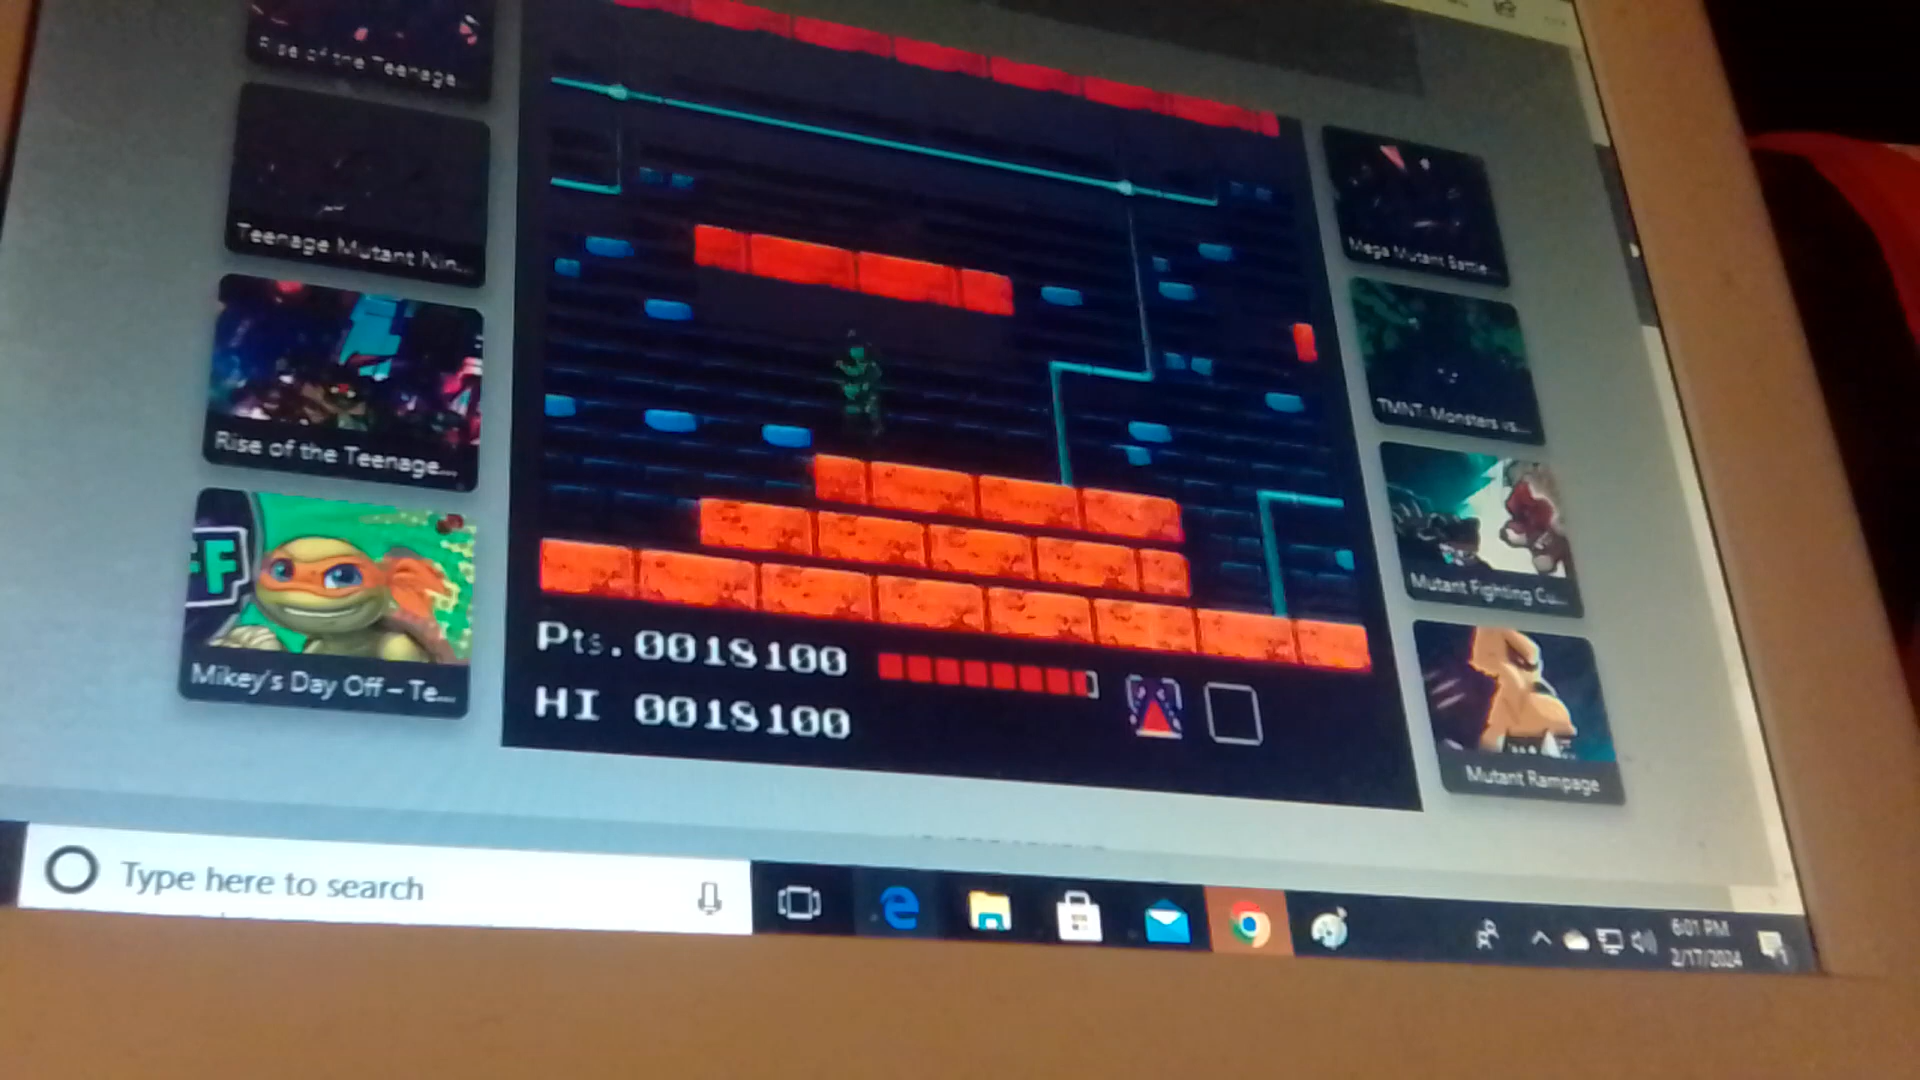 Rise of the Teenage
Teenage Mutant Nin...
Rise of the Teenage...
FF
Mikey's Day Off – Te...
Mega Mutant Battle
TMNT: Monsters vs...
Mutant Fighting Cu...
Mutant Rampage
Pts.0018100
HI 0018100
Type here to search
6:01 PM
2/17/2024